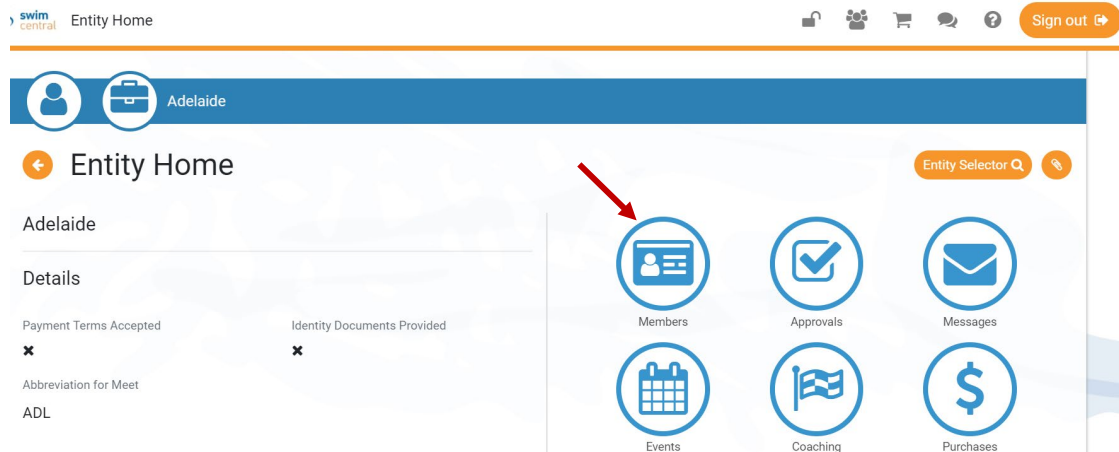 swim
central
Entity Home
Sign out
Adelaide
Entity Home
Entity Selector
Adelaide
Details
Payment Terms Accepted
Identity Documents Provided
Abbreviation for Meet
ADL
Members
Approvals
Messages
Events
Coaching
Purchases